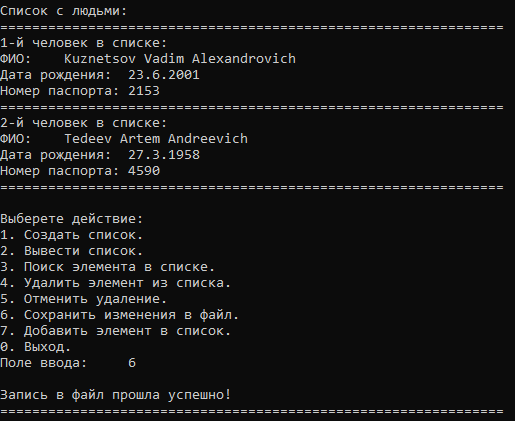 Список с людьми:
===============================================================
1-й человек в списке:
ФИО:    Kuznetsov Vadim Alexandrovich
Дата рождения:  23.6.2001
Номер паспорта: 2153
===============================================================
2-й человек в списке:
ФИО:    Tedeev Artem Andreevich
Дата рождения:  27.3.1958
Номер паспорта: 4590
===============================================================
Выберете действие:
1. Создать список.
2. Вывести список.
3. Поиск элемента в списке.
4. Удалить элемент из списка.
5. Отменить удаление.
6. Сохранить изменения в файл.
7. Добавить элемент в список.
0. Выход.
Поле ввода:     6
Запись в файл прошла успешно!
===============================================================